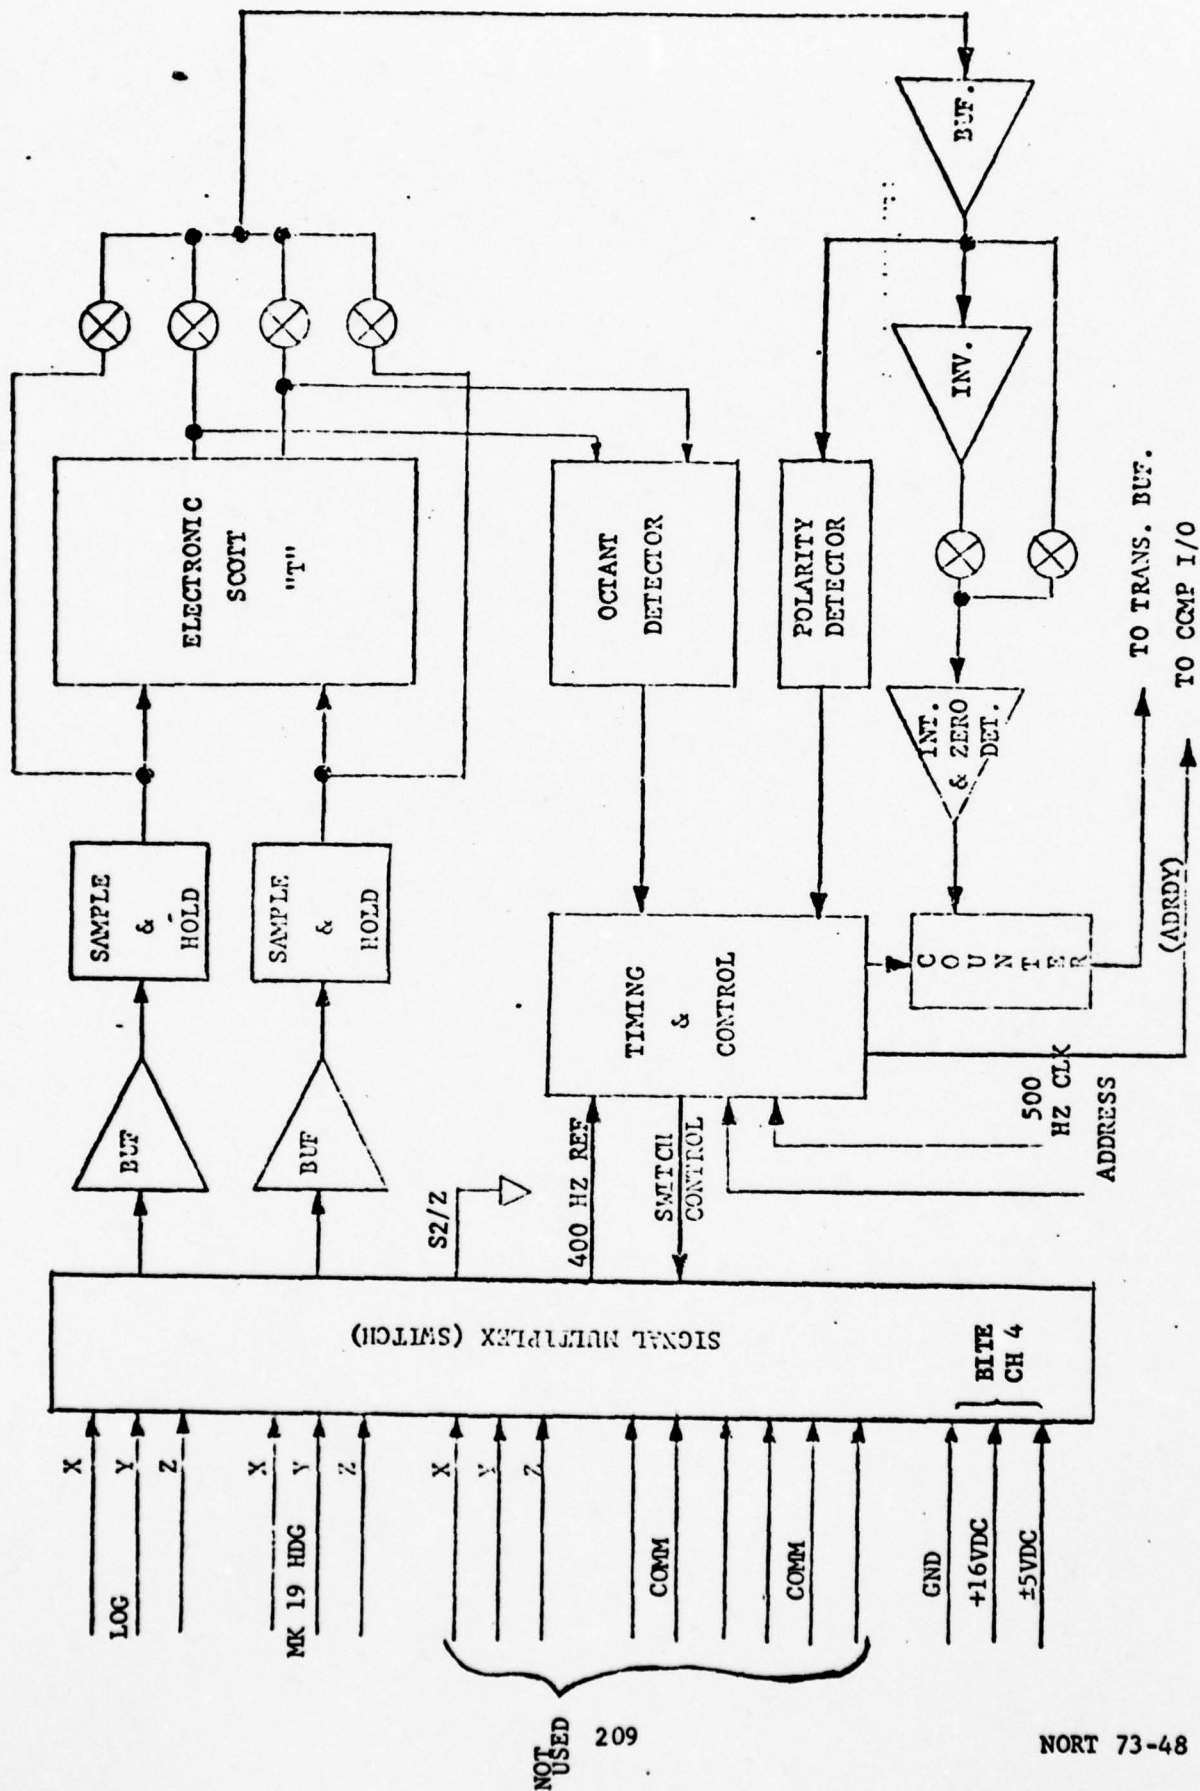 BUF.
INV.
ELECTRONIC
SCOTT
"T"
OCTANT
DETECTOR
POLARITY
DETECTOR
INT.
& ZERO
DET.
TO TRANS. BUF.
TO COMP I/O
(ADRDY)
SAMPLE
&
HOLD
SAMPLE
&
HOLD
TIMING
&
CONTROL
COUNTER
BUF
BUF
S2/Z
400 HZ REF
SWITCH
CONTROL
500
HZ CLK
ADDRESS
SIGNAL MULTIPLEX (SWITCH)
BITE
CH 4
X
LOG Y
Z
X
MK 19 HDG Y
Z
X
Y
Z
COMM
COMM
GND
+16VDC
±5VDC
NOT
USED
209
NORT 73-48